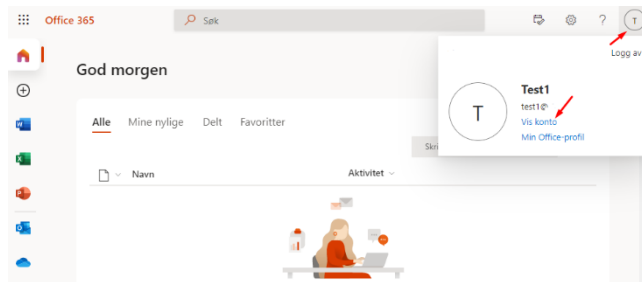 Office 365
Søk
?
T
Logg av
God morgen
T
Test1
test1@
Vis konto
Min Office-profil
Alle Mine nylige Delt Favoritter
Skri
Navn Aktivitet